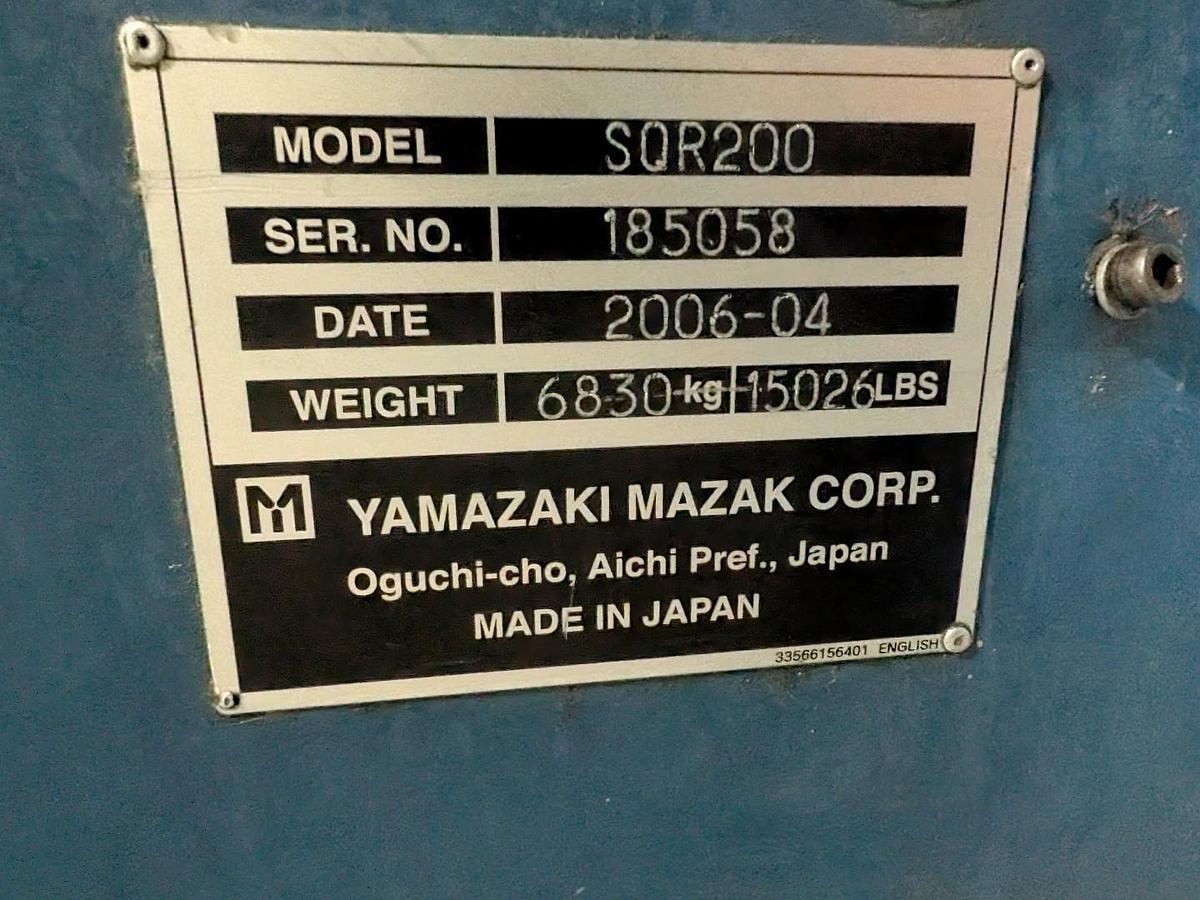 MODEL SQR200
SER. NO. 185058
DATE 2006-04
WEIGHT 6830 kg 15026 LBS
YAMAZAKI MAZAK CORP.
Oguchi-cho, Aichi Pref., Japan
MADE IN JAPAN
33566156401 ENGLISH